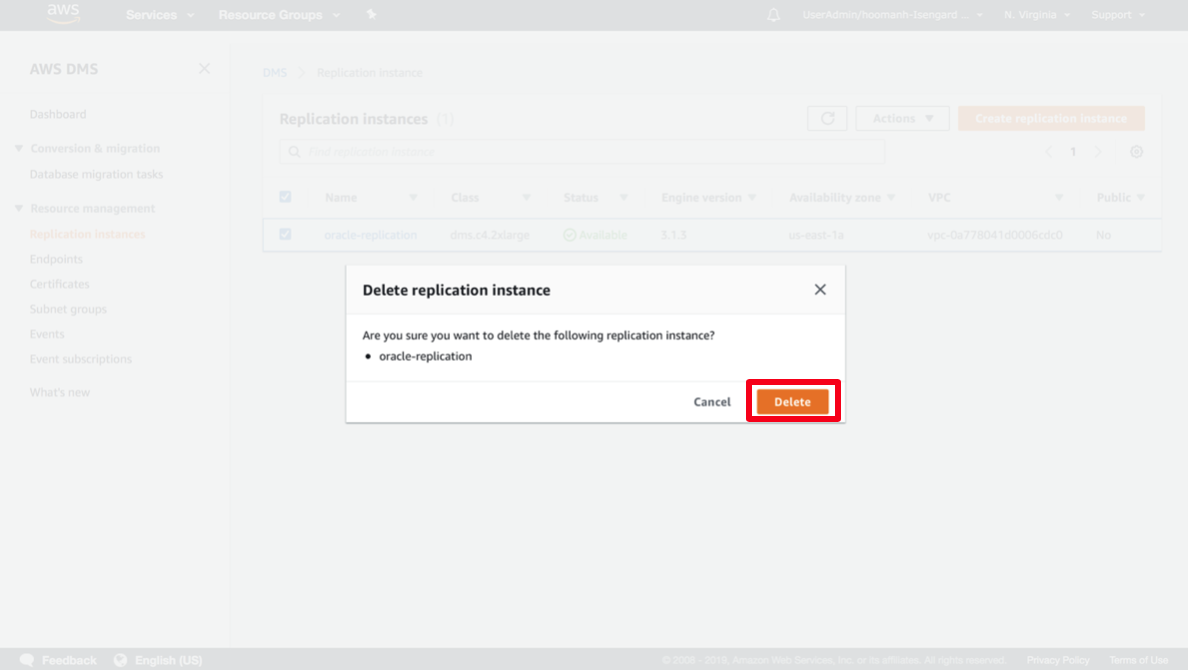 aws Services Resource Groups UserAdmin/hoomanh-Isengard ... N. Virginia Support
AWS DMS
DMS > Replication instance
Dashboard
Conversion & migration
Database migration tasks
Resource management
Replication instances
Endpoints
Certificates
Subnet groups
Events
Event subscriptions
What's new
Replication instances (1) Actions Create replication instance
Find replication instance 1
Name Class Status Engine version Availability zone VPC Public
oracle-replication dms.c4.2xlarge Available 3.1.3 us-east-1a vpc-0a778041d0006cdc0 No
Delete replication instance
Are you sure you want to delete the following replication instance?
• oracle-replication
Cancel Delete
Feedback English (US) © 2008 - 2019, Amazon Web Services, Inc. or its affiliates. All rights reserved. Privacy Policy Terms of Use